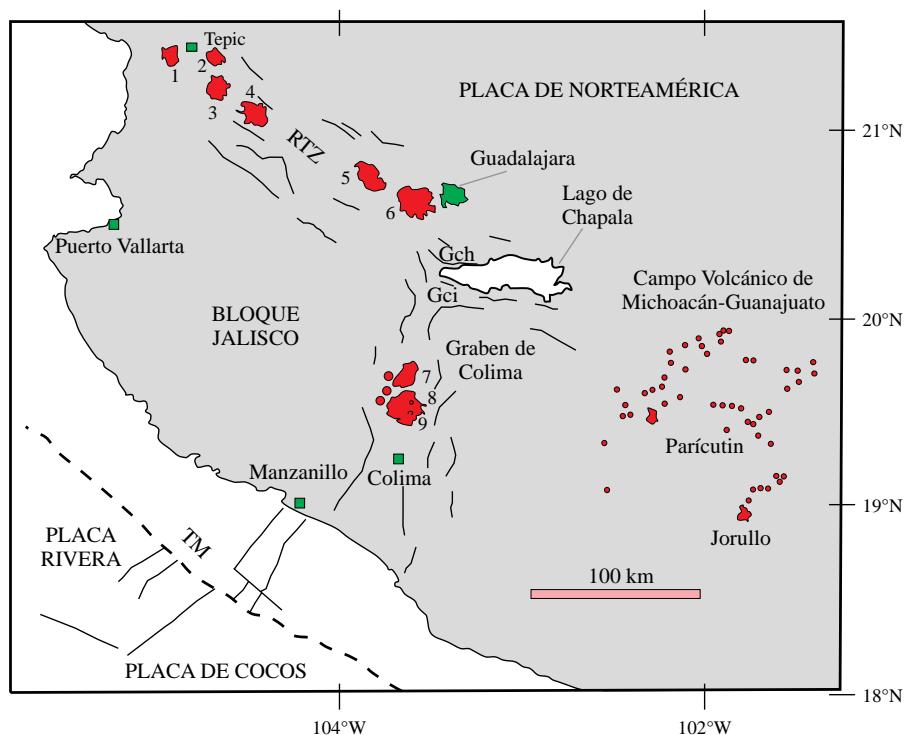 Tepic
1
2
3
4
PLACA DE NORTEAMÉRICA
21°N
RTZ
Guadalajara
5
6
Lago de
Chapala
Puerto Vallarta
Gch
Gci
Campo Volcánico de
Michoacán-Guanajuato
BLOQUE
JALISCO
20°N
Graben de
Colima
7
8
9
Parícutin
Manzanillo
Colima
19°N
PLACA
RIVERA
TM
Jorullo
100 km
PLACA DE COCOS
18°N
104°W
102°W